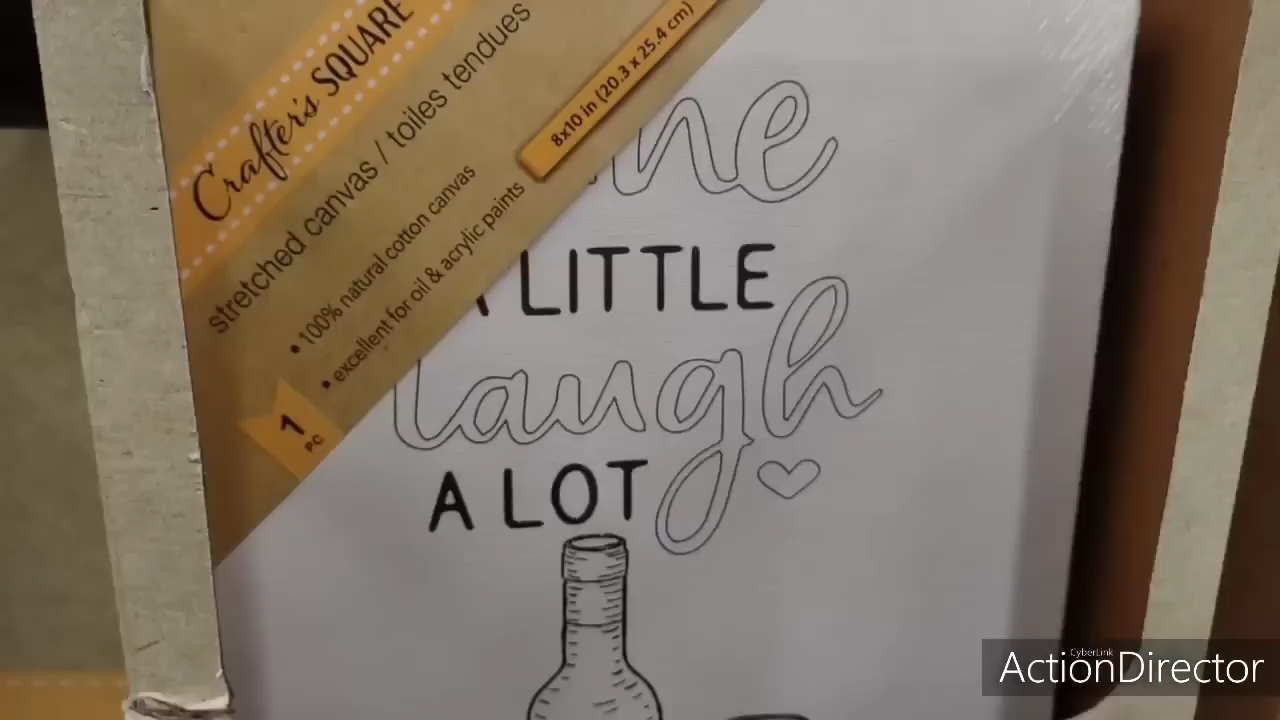 Crafter's SQUARE
stretched canvas / toiles tendues
• 100% natural cotton canvas
• excellent for oil & acrylic paints
8x10 in (20.3 x 25.4 cm)
1
PC
ne
LITTLE
laugh
A LOT
CyberLink
ActionDirector